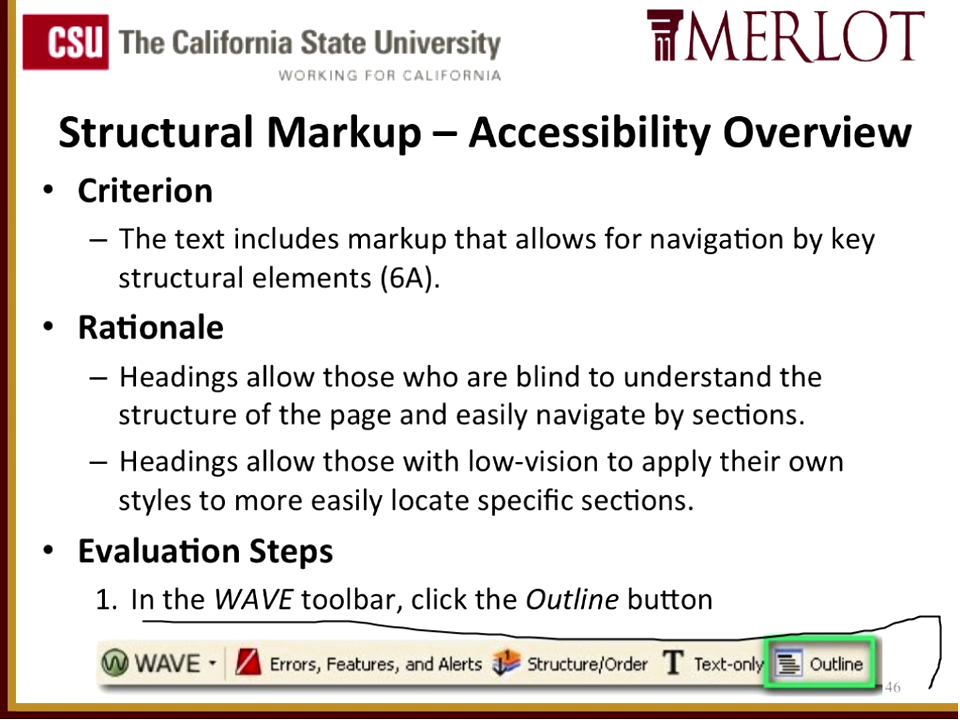 CSU The California State University
WORKING FOR CALIFORNIA
MERLOT
Structural Markup – Accessibility Overview
• Criterion
– The text includes markup that allows for navigation by key
structural elements (6A).
• Rationale
– Headings allow those who are blind to understand the
structure of the page and easily navigate by sections.
– Headings allow those with low-vision to apply their own
styles to more easily locate specific sections.
• Evaluation Steps
1. In the WAVE toolbar, click the Outline button
WAVE Errors, Features, and Alerts Structure/Order T Text-only Outline
46